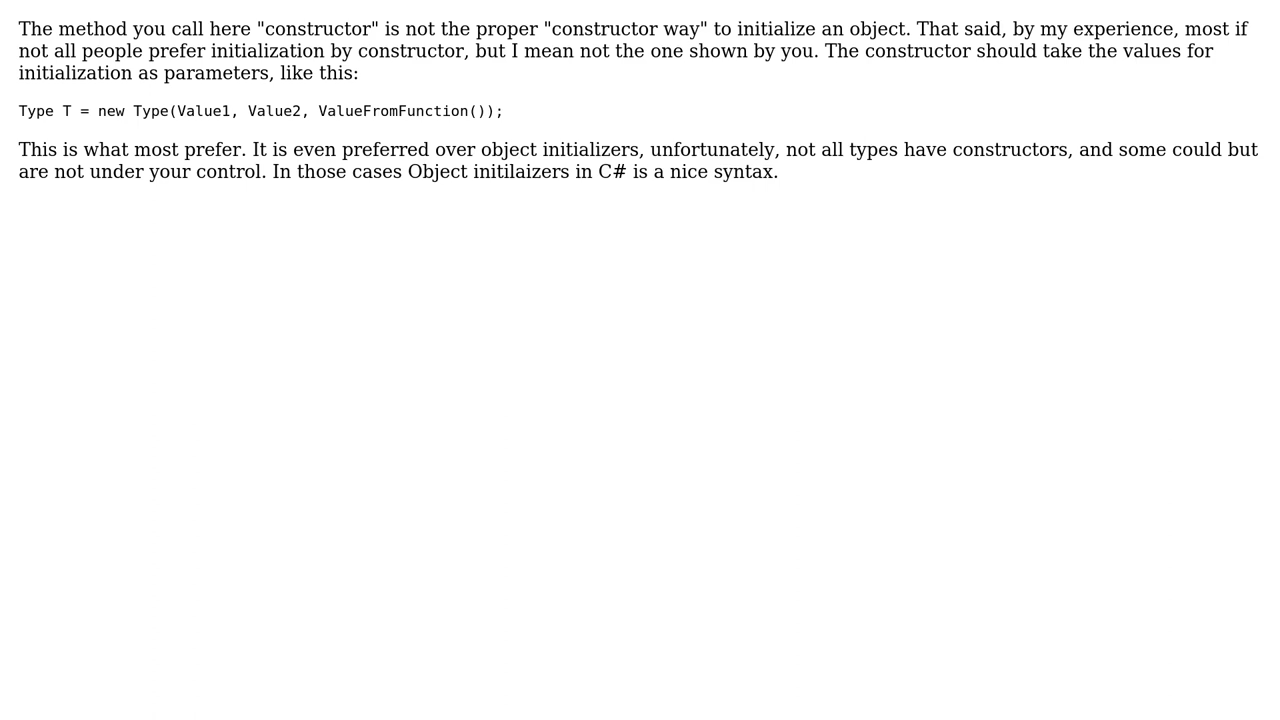 The method you call here "constructor" is not the proper "constructor way" to initialize an object. That said, by my experience, most if
not all people prefer initialization by constructor, but I mean not the one shown by you. The constructor should take the values for
initialization as parameters, like this:
Type T = new Type(Value1, Value2, ValueFromFunction());
This is what most prefer. It is even preferred over object initializers, unfortunately, not all types have constructors, and some could but
are not under your control. In those cases Object initilaizers in C# is a nice syntax.